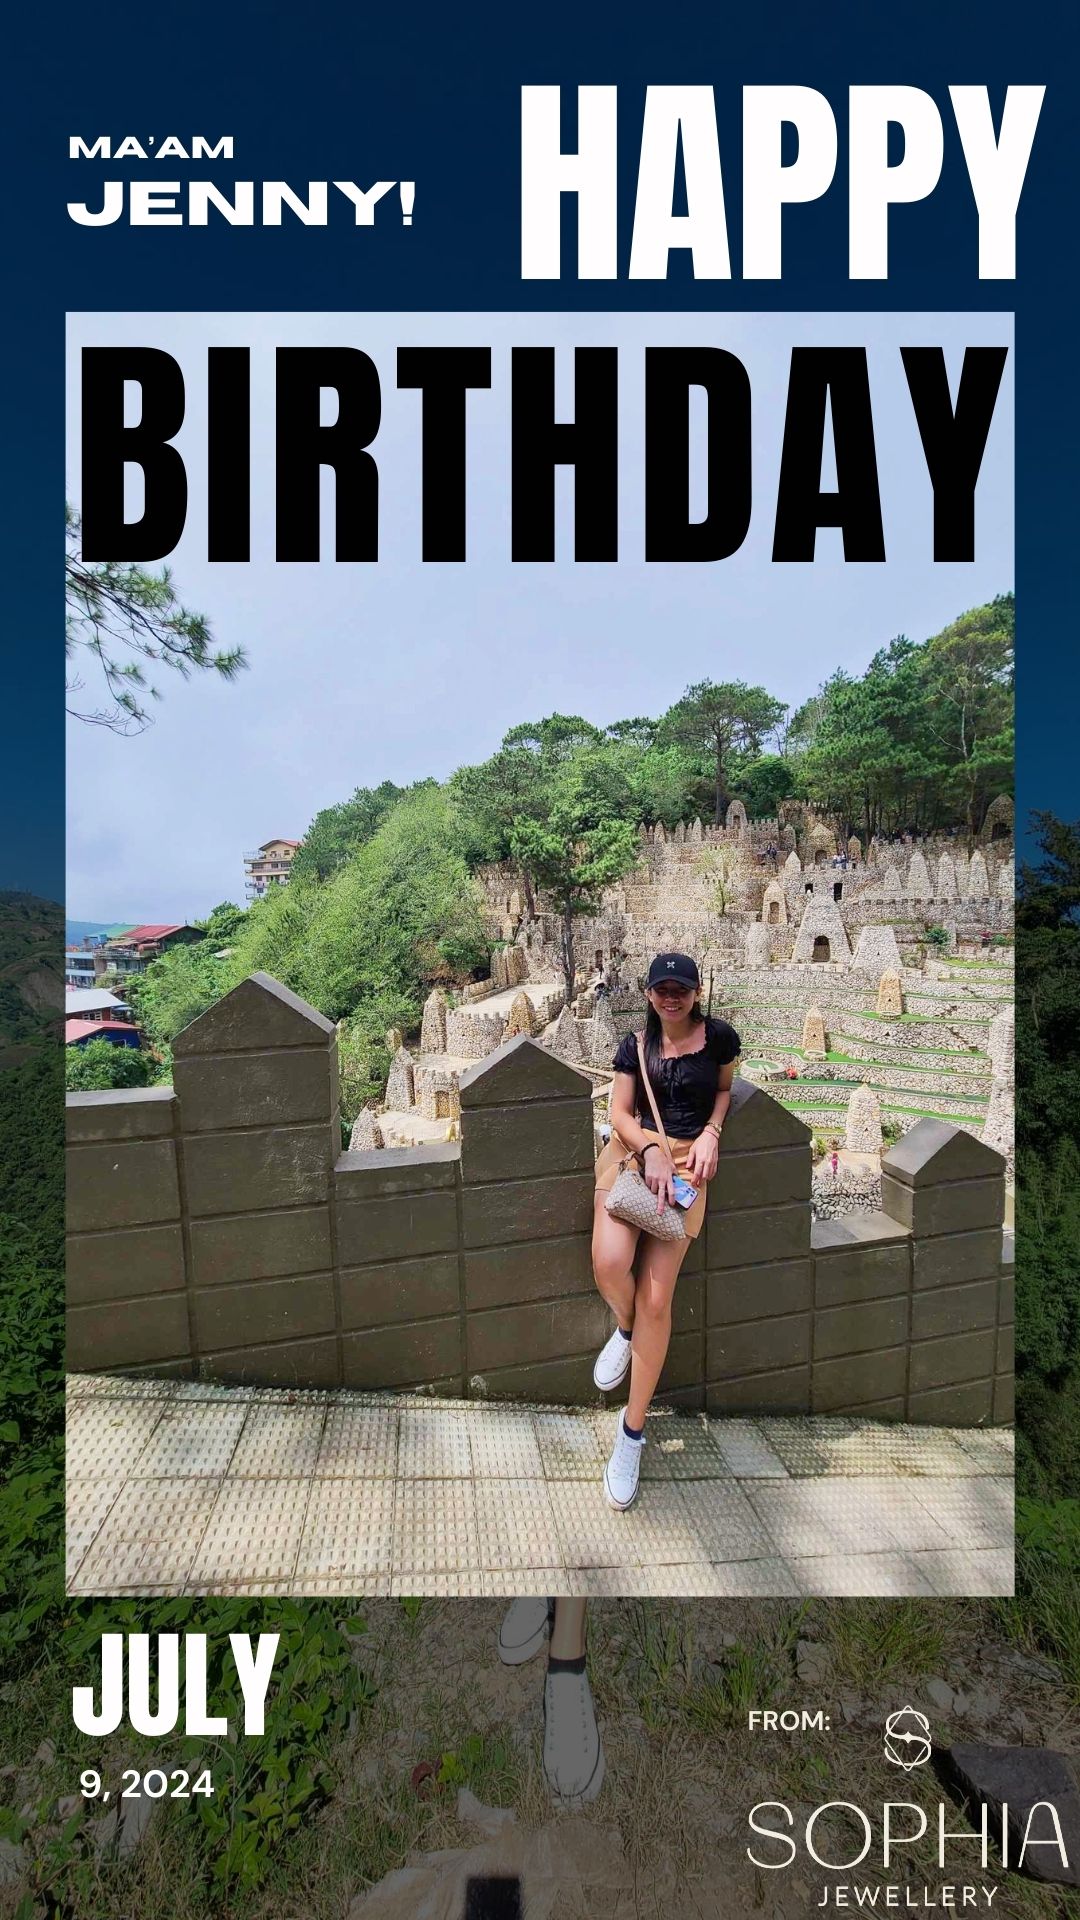 MA'AM
JENNY!
HAPPY
BIRTHDAY
JULY
9, 2024
FROM:
SOPHIA
JEWELLERY